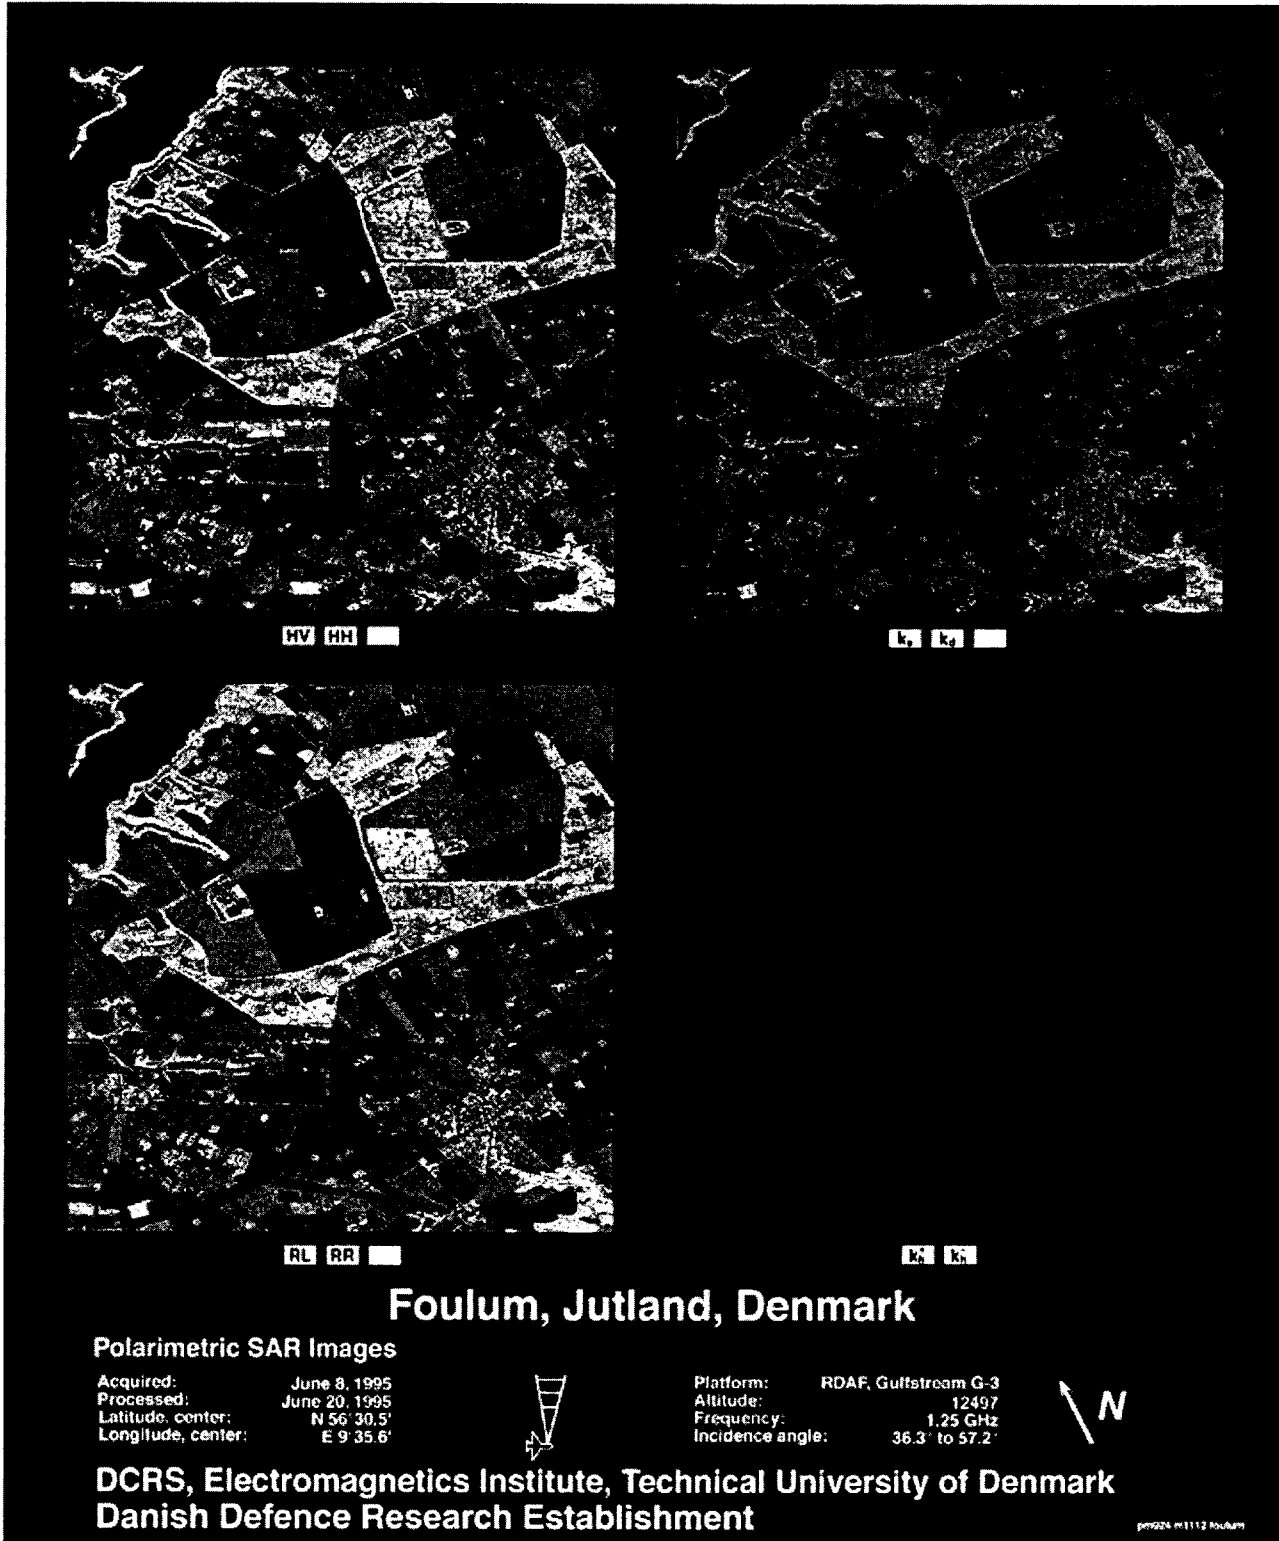 HV HH
RL RR
Foulum, Jutland, Denmark
Polarimetric SAR Images
Acquired: June 8, 1995
Processed: June 20, 1995
Latitude, center: N 56°30.5'
Longitude, center: E 9°35.6'
Platform: RDAF, Gulfstream G-3
Altitude: 12497
Frequency: 1.25 GHz
Incidence angle: 36.3° to 57.2°
N
DCRS, Electromagnetics Institute, Technical University of Denmark
Danish Defence Research Establishment